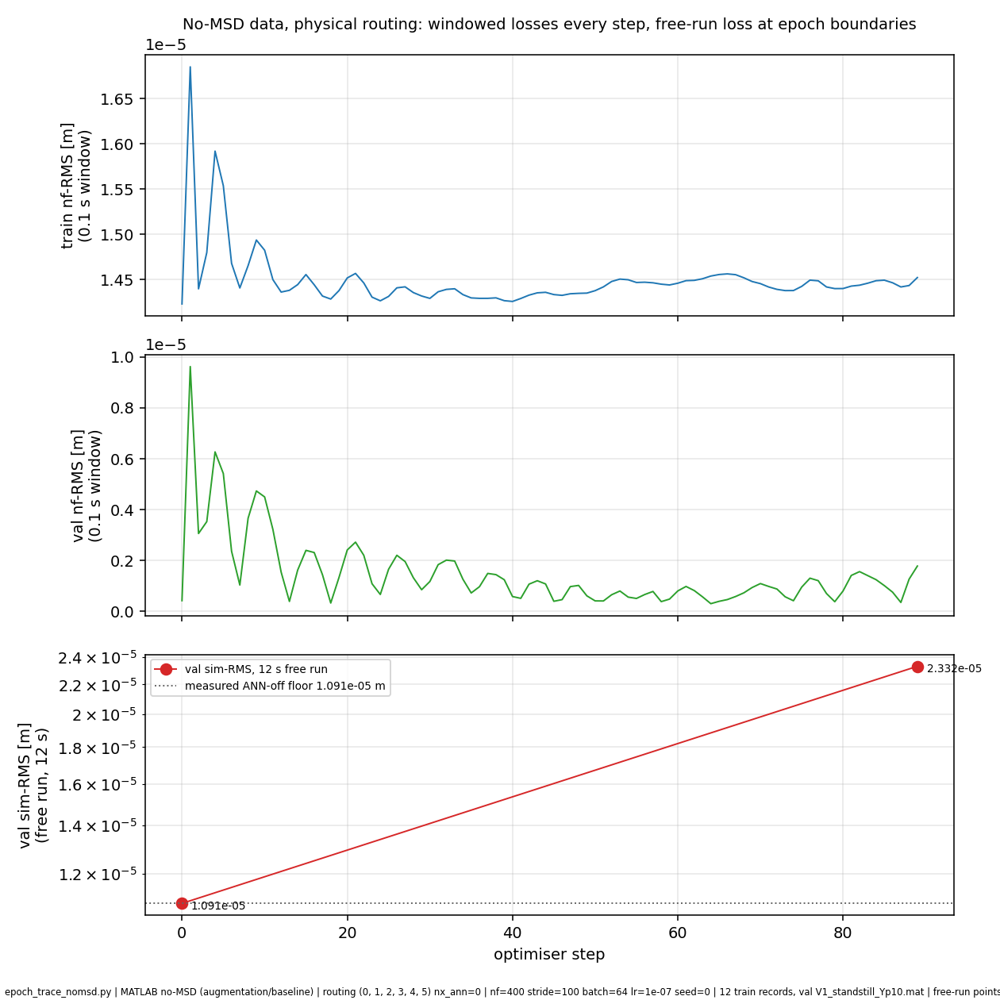 No-MSD data, physical routing: windowed losses every step, free-run loss at epoch boundaries
1e−5
1.65
1.60
1.55
1.50
1.45
train nf-RMS [m]
(0.1 s window)
1e−5
1.0
0.8
0.6
0.4
0.2
0.0
val nf-RMS [m]
(0.1 s window)
2.4 × 10⁻⁵
2.2 × 10⁻⁵
2 × 10⁻⁵
1.8 × 10⁻⁵
1.6 × 10⁻⁵
1.4 × 10⁻⁵
1.2 × 10⁻⁵
val sim-RMS [m]
(free run, 12 s)
val sim-RMS, 12 s free run
measured ANN-off floor 1.091e-05 m
2.332e-05
1.091e-05
0 20 40 60 80
optimiser step
epoch_trace_nomsd.py | MATLAB no-MSD (augmentation/baseline) | routing (0, 1, 2, 3, 4, 5) nx_ann=0 | nf=400 stride=100 batch=64 lr=1e-07 seed=0 | 12 train records, val V1_standstill_Yp10.mat | free-run point